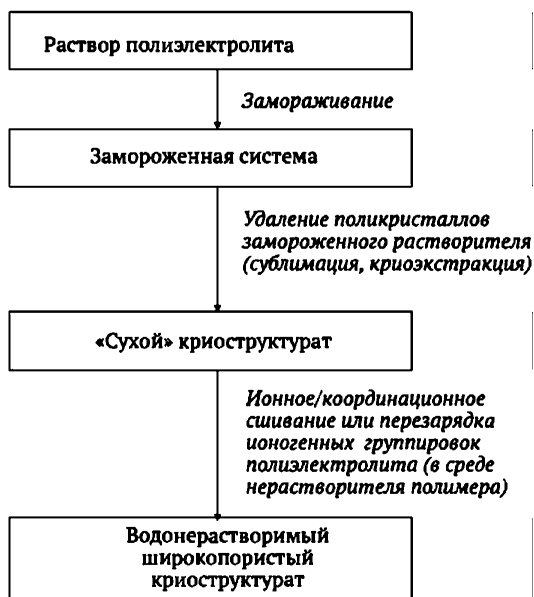 Раствор полиэлектролита
Замораживание
Замороженная система
Удаление поликристаллов
замороженного растворителя
(сублимация, криоэкстракция)
«Сухой» криоструктурат
Ионное/координационное
сшивание или перезарядка
ионогенных группировок
полиэлектролита (в среде
нерастворителя полимера)
Водонерастворимый
широкопористый
криоструктурат